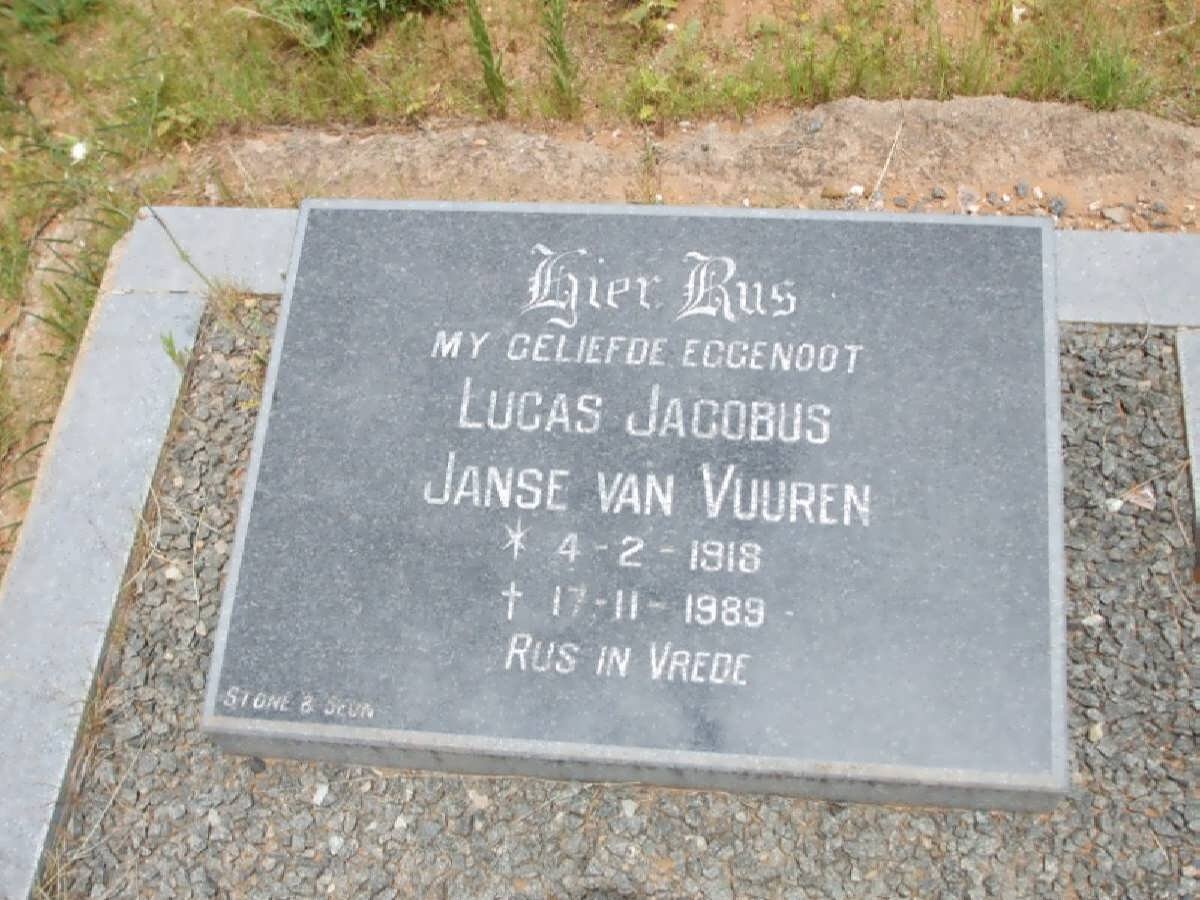 Hier Rus
MY GELIEFDE EGGENOOT
LUCAS JACOBUS
JANSE VAN VUUREN
* 4-2-1918
† 17-11-1989
RUS IN VREDE
STONE & SEUN